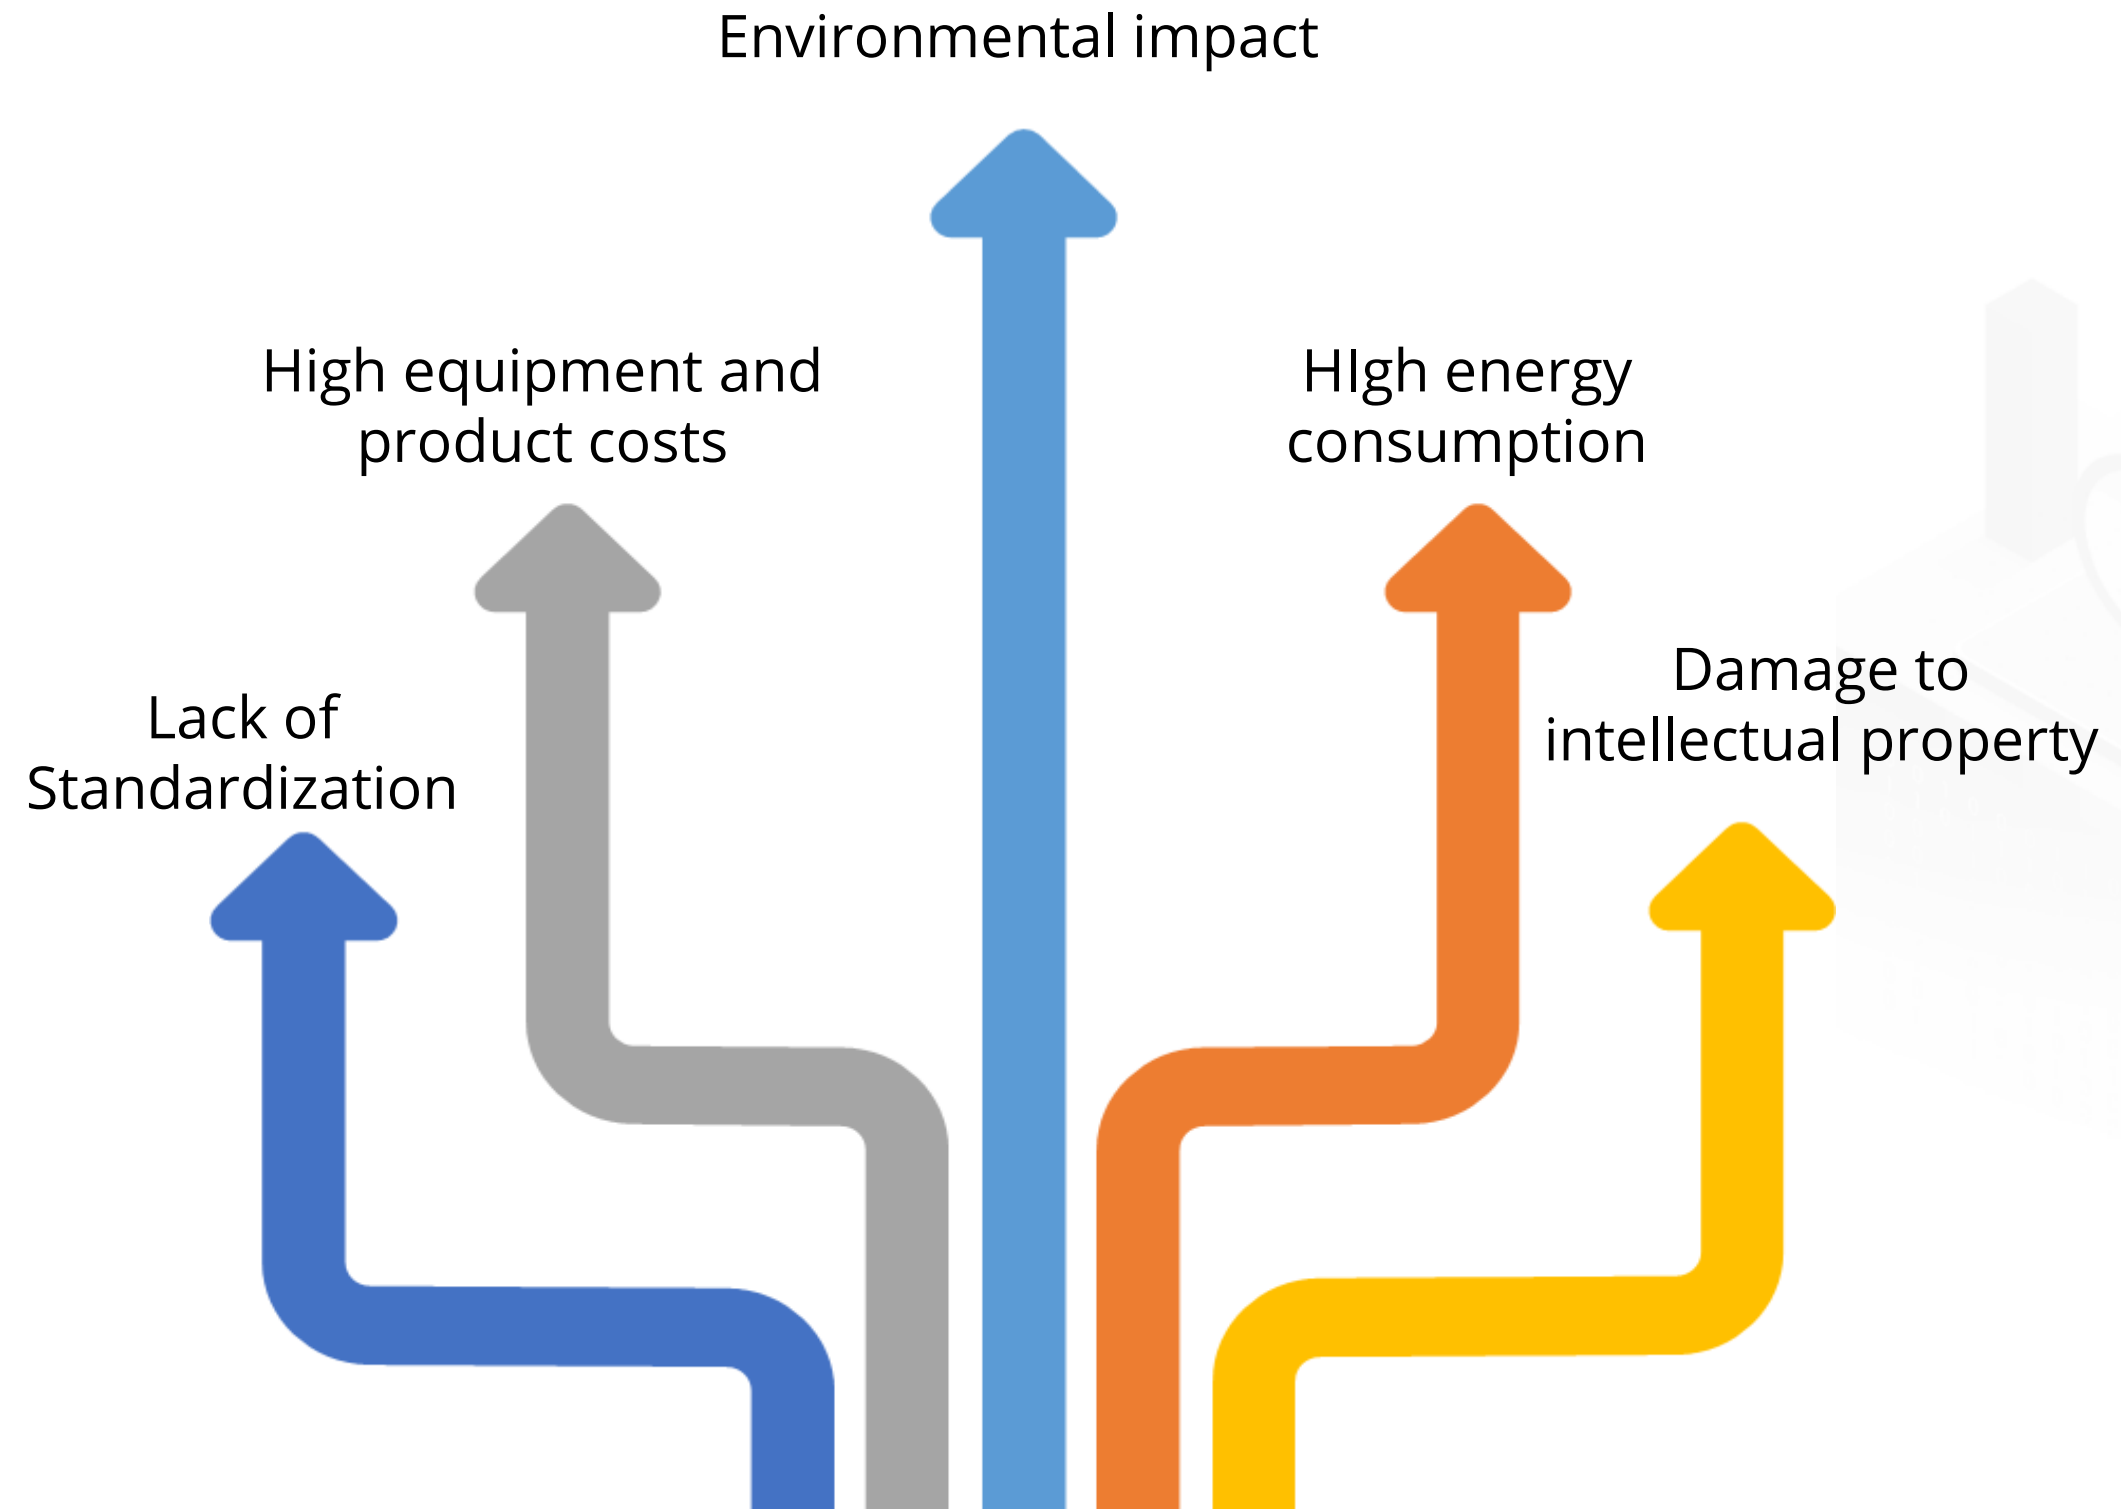 Environmental impact
High equipment and
product costs
HIgh energy
consumption
Lack of
Standardization
Damage to
intellectual property